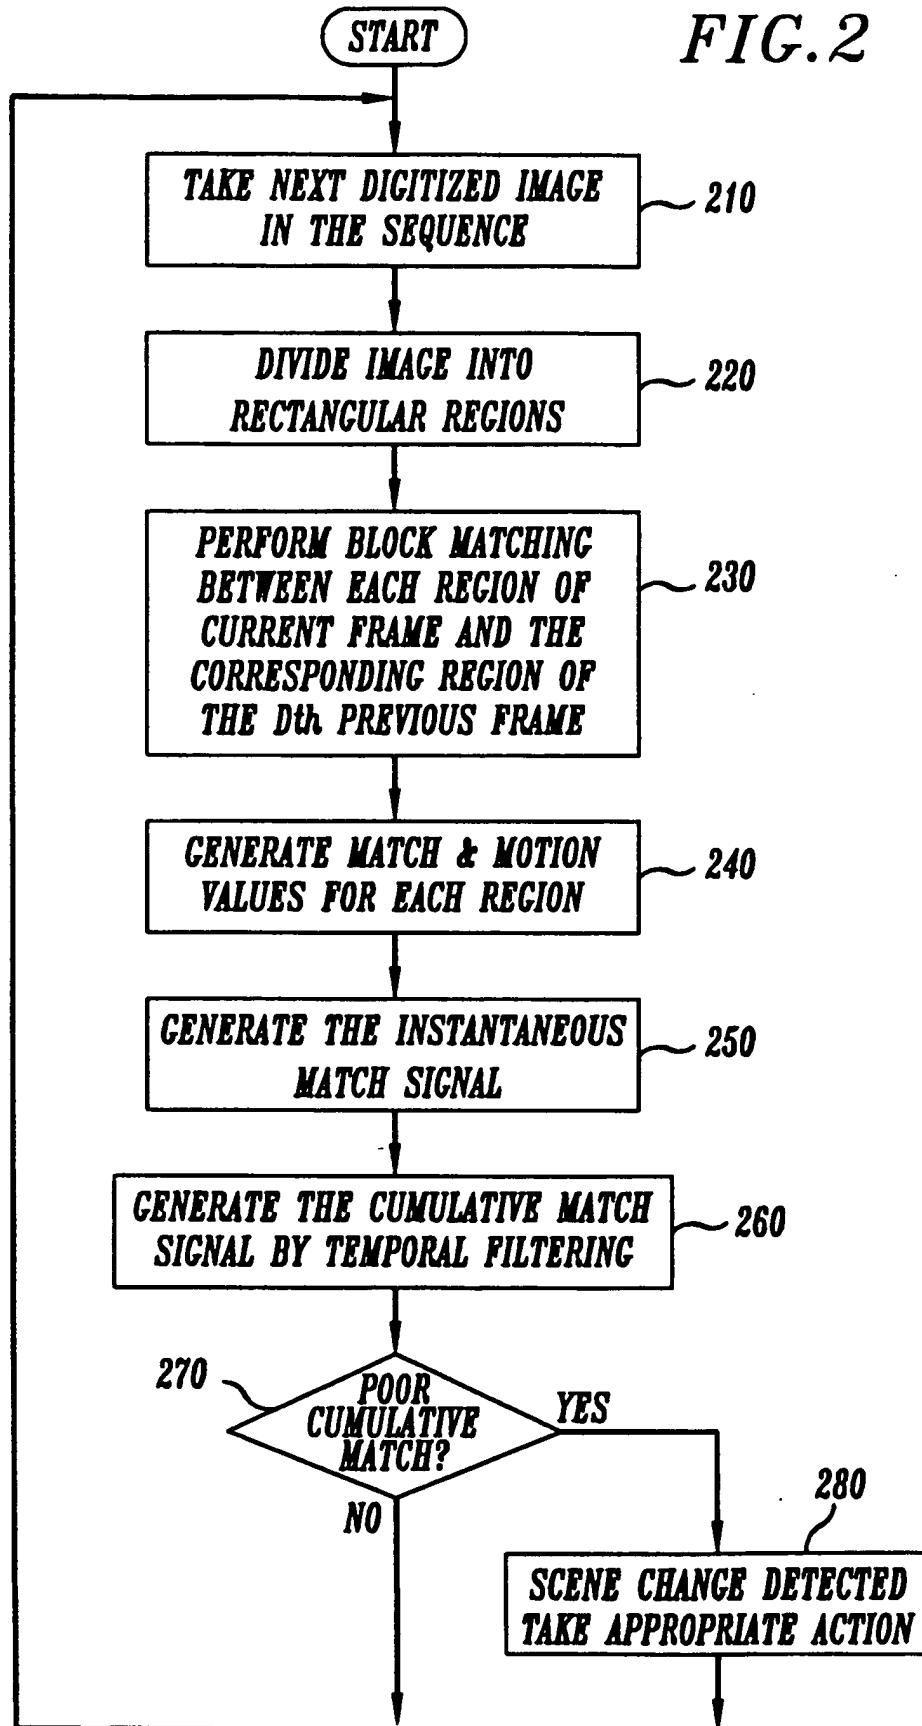 START
FIG.2
TAKE NEXT DIGITIZED IMAGE
IN THE SEQUENCE
210
DIVIDE IMAGE INTO
RECTANGULAR REGIONS
220
PERFORM BLOCK MATCHING
BETWEEN EACH REGION OF
CURRENT FRAME AND THE
CORRESPONDING REGION OF
THE Dth PREVIOUS FRAME
230
GENERATE MATCH & MOTION
VALUES FOR EACH REGION
240
GENERATE THE INSTANTANEOUS
MATCH SIGNAL
250
GENERATE THE CUMULATIVE MATCH
SIGNAL BY TEMPORAL FILTERING
260
270
POOR
CUMULATIVE
MATCH?
YES
NO
280
SCENE CHANGE DETECTED
TAKE APPROPRIATE ACTION